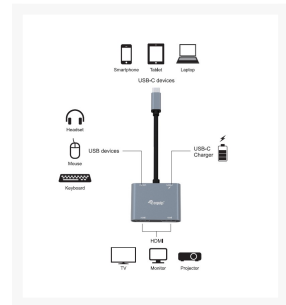 Smartphone Tablet Laptop
USB-C devices
Headset
Mouse
Keyboard
USB devices
USB-C
Charger
HDMI
TV Monitor Projector